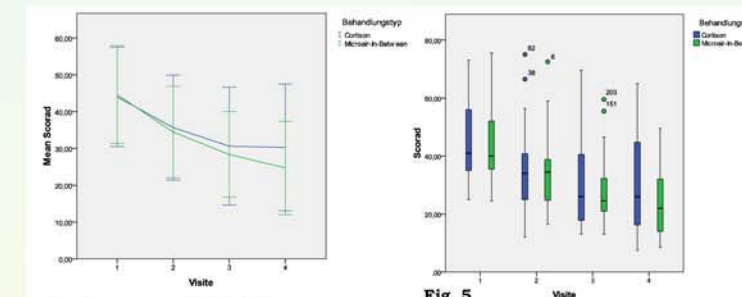 Behandlungstyp
Cortison
Microair-In-Between
Mean Scorad
60,00
50,00
40,00
30,00
20,00
10,00
0,00
1 2 3 4
Visite
Cortison
Scorad
80,00
60,00
40,00
20,00
,00
82
38
6
203
151
1 2 3 4
Visite
Fig. 5